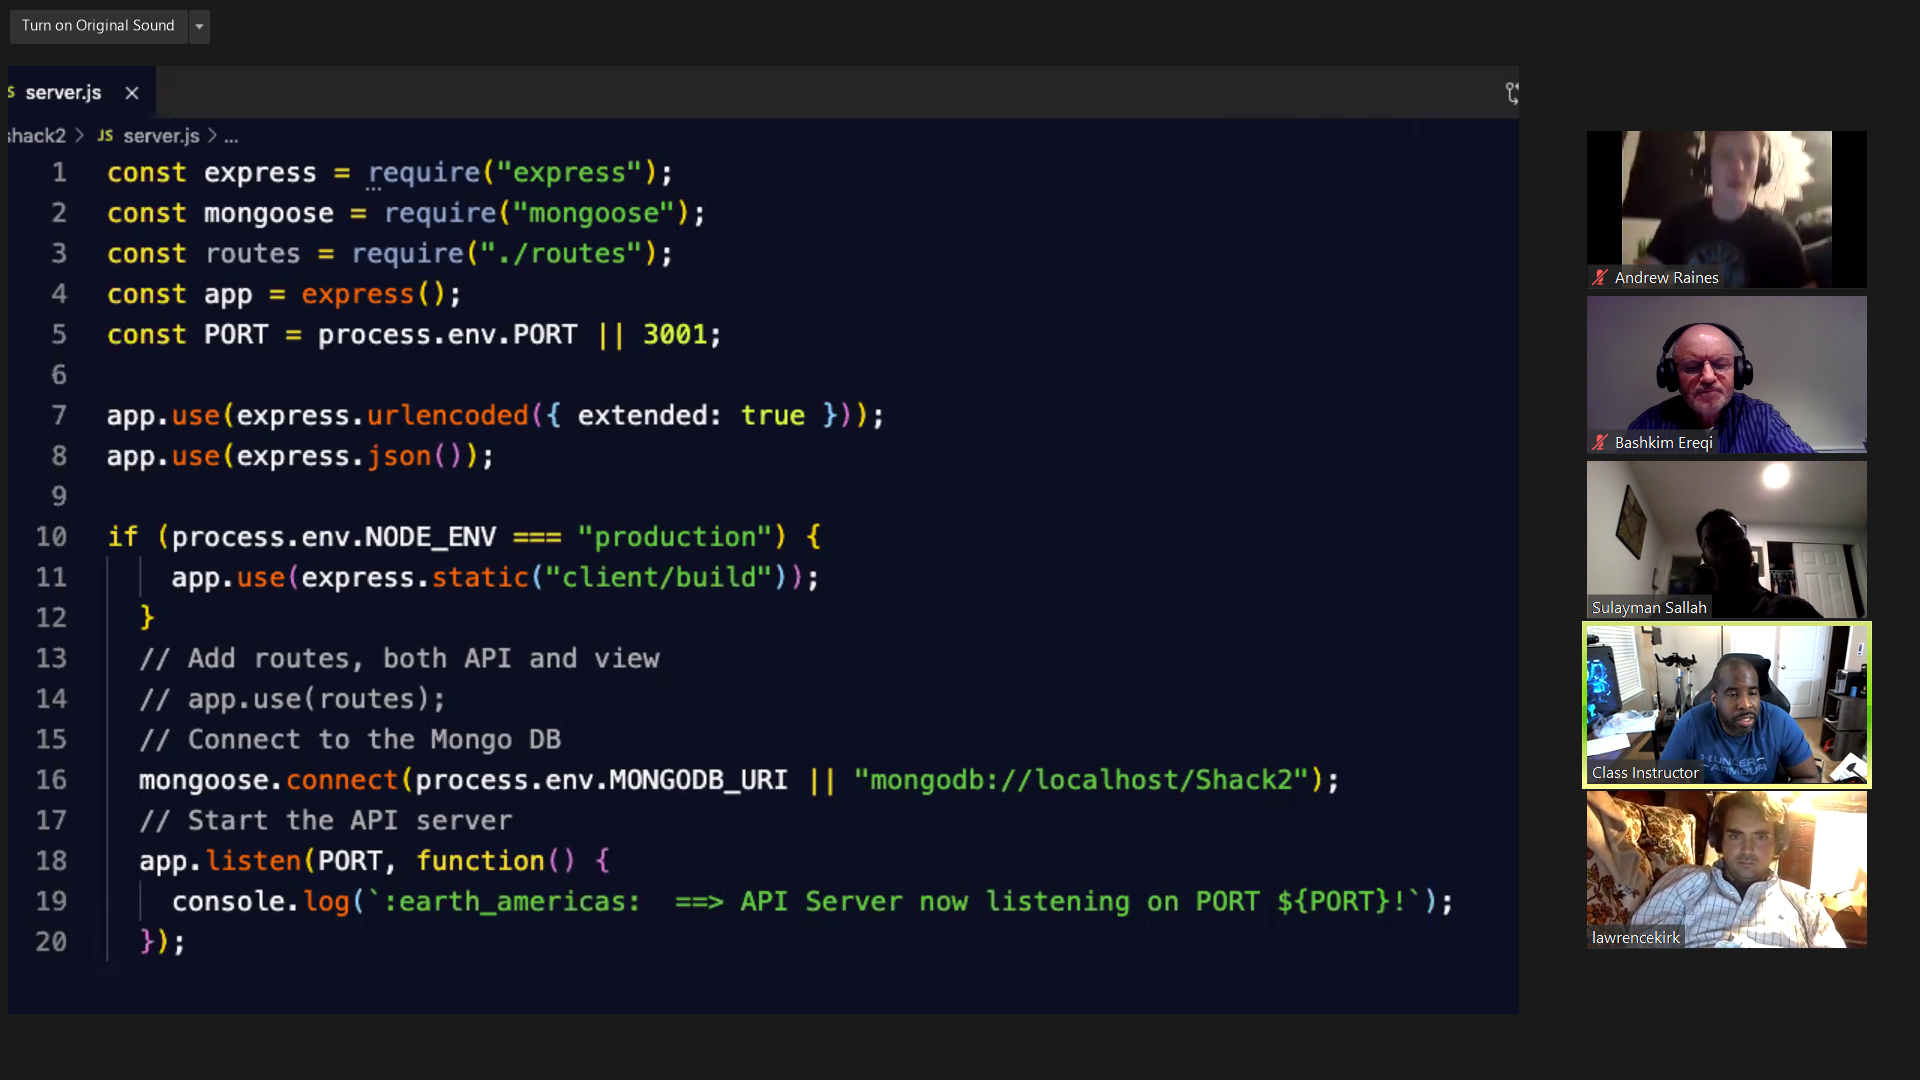 Turn on Original Sound
server.js
shack2 > JS server.js > ...
1 const express = require("express");
2 const mongoose = require("mongoose");
3 const routes = require("./routes");
4 const app = express();
5 const PORT = process.env.PORT || 3001;
6
7 app.use(express.urlencoded({ extended: true }));
8 app.use(express.json());
9
10 if (process.env.NODE_ENV === "production") {
11 app.use(express.static("client/build"));
12 }
13 // Add routes, both API and view
14 // app.use(routes);
15 // Connect to the Mongo DB
16 mongoose.connect(process.env.MONGODB_URI || "mongodb://localhost/Shack2");
17 // Start the API server
18 app.listen(PORT, function() {
19 console.log(`:earth_americas:  ==> API Server now listening on PORT ${PORT}!`);
20 });
Andrew Raines
Bashkim Ereqi
Sulayman Sallah
UNDER ARMOUR
Class Instructor
lawrencekirk